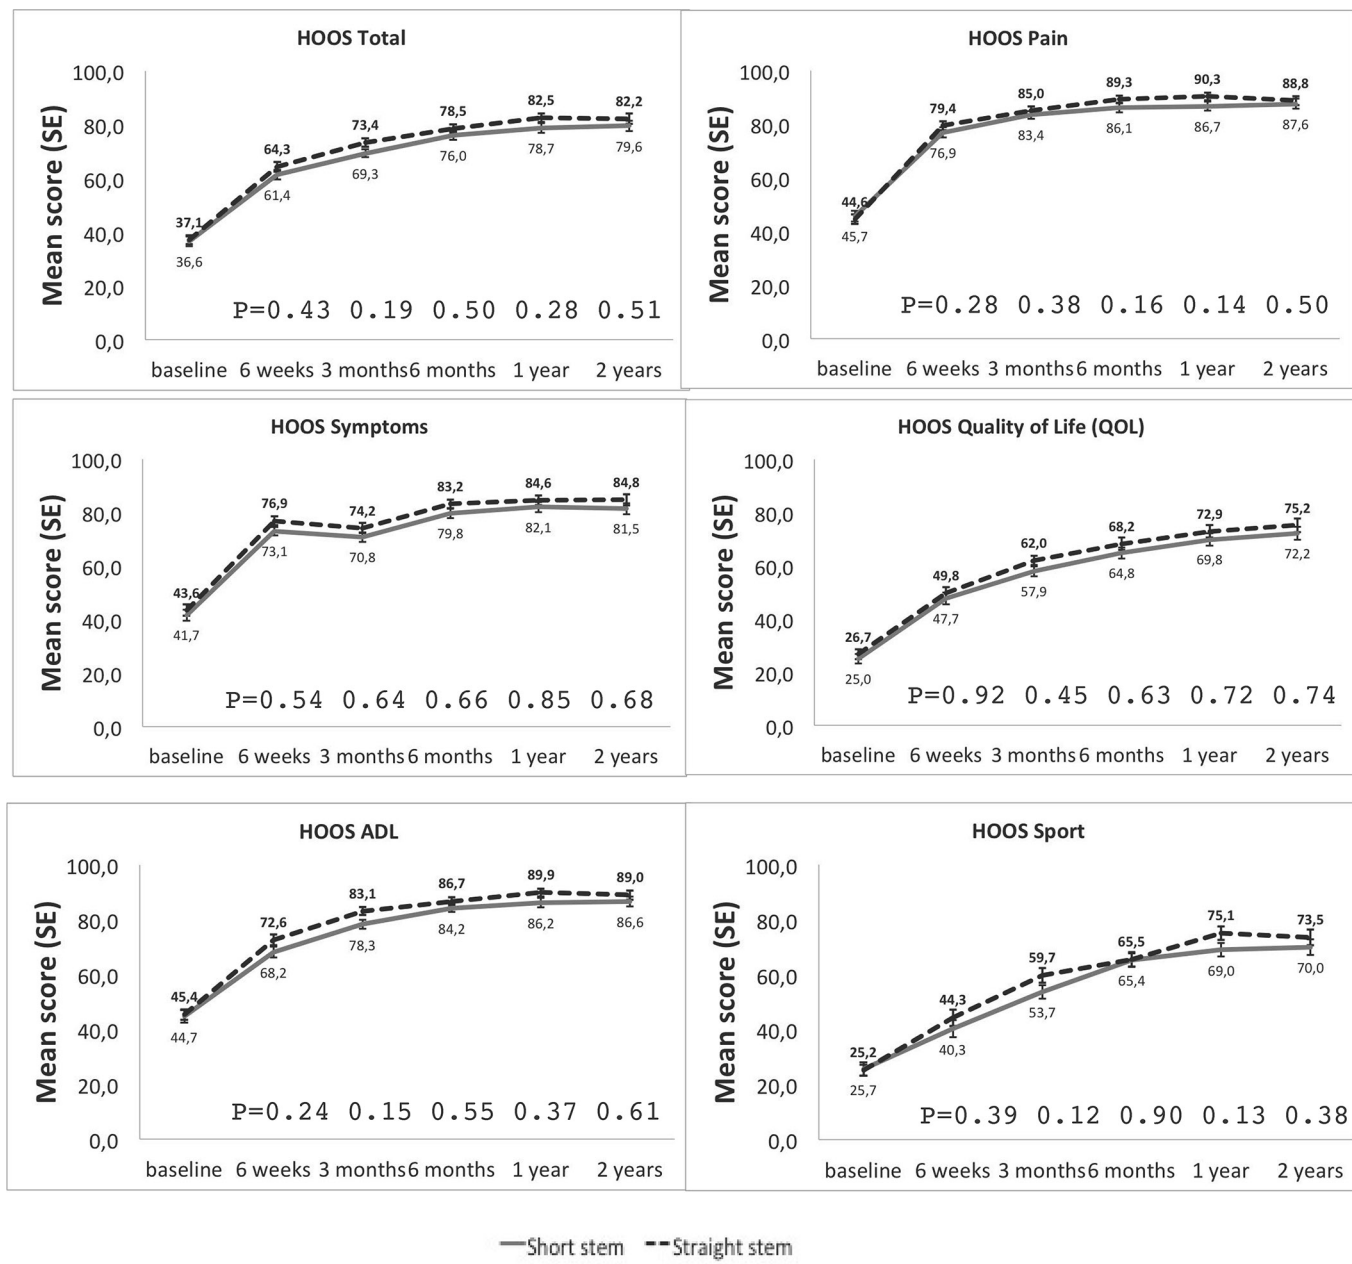 HOOS Total
Mean score (SE)
100,0
80,0
60,0
40,0
20,0
0,0
37,1 64,3 73,4 78,5 82,5 82,2
36,6 61,4 69,3 76,0 78,7 79,6
P=0.43 0.19 0.50 0.28 0.51
baseline 6 weeks 3 months 6 months 1 year 2 years
HOOS Pain
Mean score (SE)
100,0
80,0
60,0
40,0
20,0
0,0
44,6 79,4 85,0 89,3 90,3 88,8
45,7 76,9 83,4 86,1 86,7 87,6
P=0.28 0.38 0.16 0.14 0.50
baseline 6 weeks 3 months 6 months 1 year 2 years
HOOS Symptoms
Mean score (SE)
100,0
80,0
60,0
40,0
20,0
0,0
43,6 76,9 74,2 83,2 84,6 84,8
41,7 73,1 70,8 79,8 82,1 81,5
P=0.54 0.64 0.66 0.85 0.68
baseline 6 weeks 3 months 6 months 1 year 2 years
HOOS Quality of Life (QOL)
Mean score (SE)
100,0
80,0
60,0
40,0
20,0
0,0
26,7 49,8 62,0 68,2 72,9 75,2
25,0 47,7 57,9 64,8 69,8 72,2
P=0.92 0.45 0.63 0.72 0.74
baseline 6 weeks 3 months 6 months 1 year 2 years
HOOS ADL
Mean score (SE)
100,0
80,0
60,0
40,0
20,0
0,0
45,4 72,6 83,1 86,7 89,9 89,0
44,7 68,2 78,3 84,2 86,2 86,6
P=0.24 0.15 0.55 0.37 0.61
baseline 6 weeks 3 months 6 months 1 year 2 years
HOOS Sport
Mean score (SE)
100,0
80,0
60,0
40,0
20,0
0,0
25,2 44,3 59,7 65,5 75,1 73,5
25,7 40,3 53,7 65,4 69,0 70,0
P=0.39 0.12 0.90 0.13 0.38
baseline 6 weeks 3 months 6 months 1 year 2 years
Short stem Straight stem